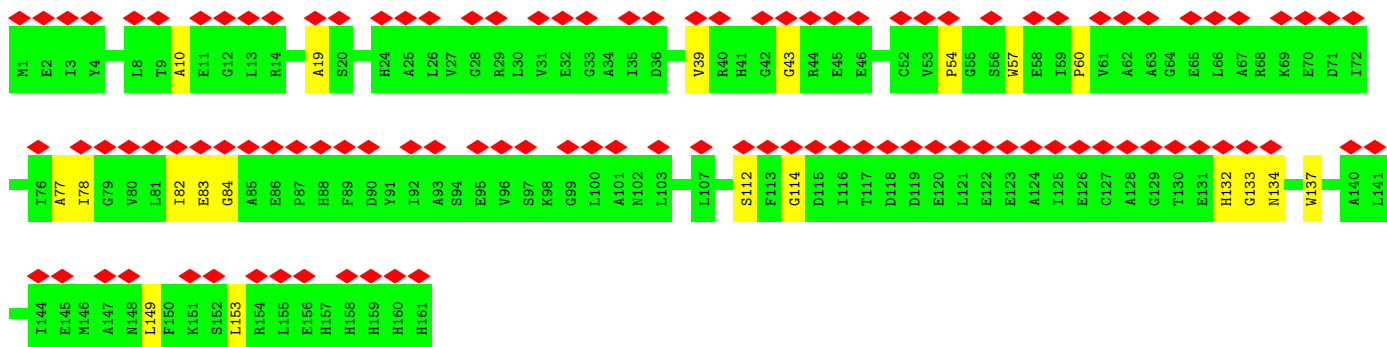 M1 E2 I3 Y4 L8 T9 A10 E11 G12 L13 R14 A19 S20 H24 A25 L26 V27 G28 R29 L30 V31 E32 G33 A34 I35 D36 V39 R40 H41 G42 G43 R44 E45 E46 C52 V53 P54 G55 S56 W57 E58 I59 P60 V61 A62 A63 G64 E65 L66 A67 R68 K69 E70 D71 I72
I76 A77 I78 G79 V80 L81 I82 E83 G84 A85 E86 P87 H88 F89 D90 Y91 I92 A93 S94 E95 V96 S97 K98 G99 L100 A101 N102 L103 L107 S112 F113 G114 D115 I116 T117 D118 D119 E120 L121 E122 E123 A124 I125 E126 C127 A128 G129 T130 E131 H132 G133 N134 W137 A140 L141
I144 E145 M146 A147 N148 L149 F150 K151 S152 L153 R154 L155 E156 H157 H158 H159 H160 H161